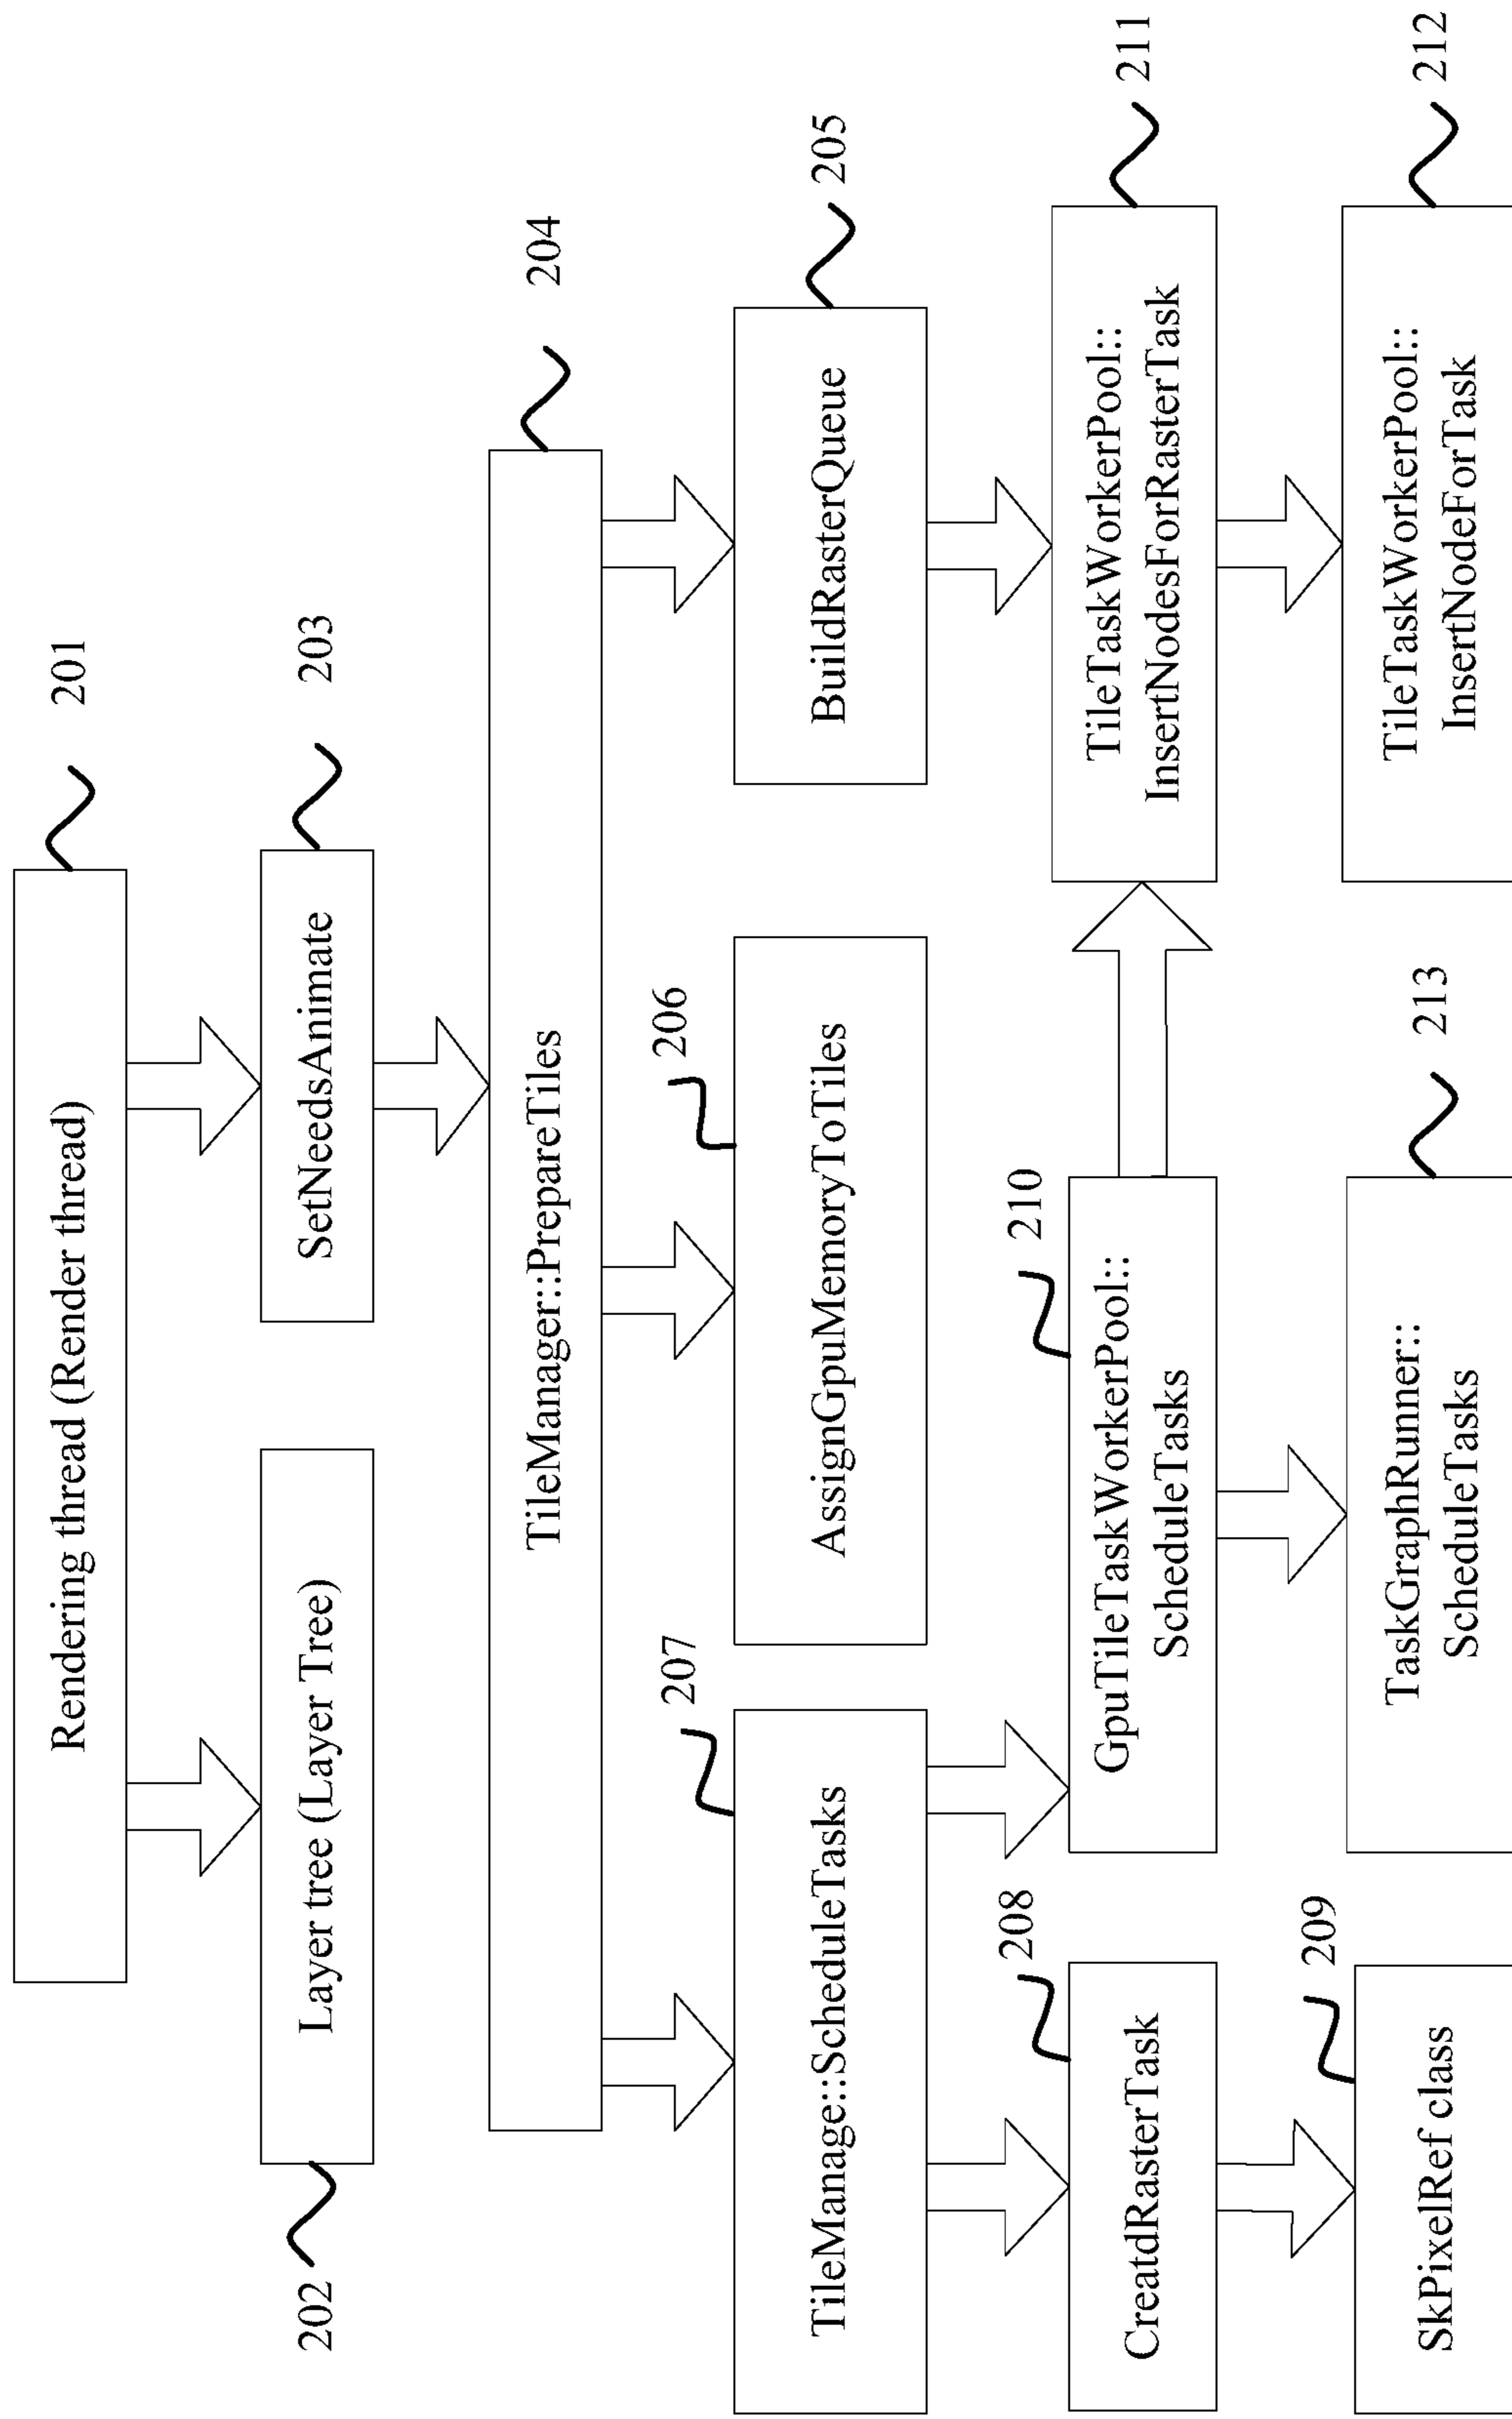 Rendering thread (Render thread)
201
202
Layer tree (Layer Tree)
SetNeedsAnimate
203
TileManager::PrepareTiles
204
207
TileManage::ScheduleTasks
206
AssignGpuMemoryToTiles
BuildRasterQueue
205
208
CreatdRasterTask
210
GpuTileTaskWorkerPool::
ScheduleTasks
TileTaskWorkerPool::
InsertNodesForRasterTask
211
209
SkPixelRef class
TaskGraphRunner::
ScheduleTasks
213
TileTaskWorkerPool::
InsertNodeForTask
212